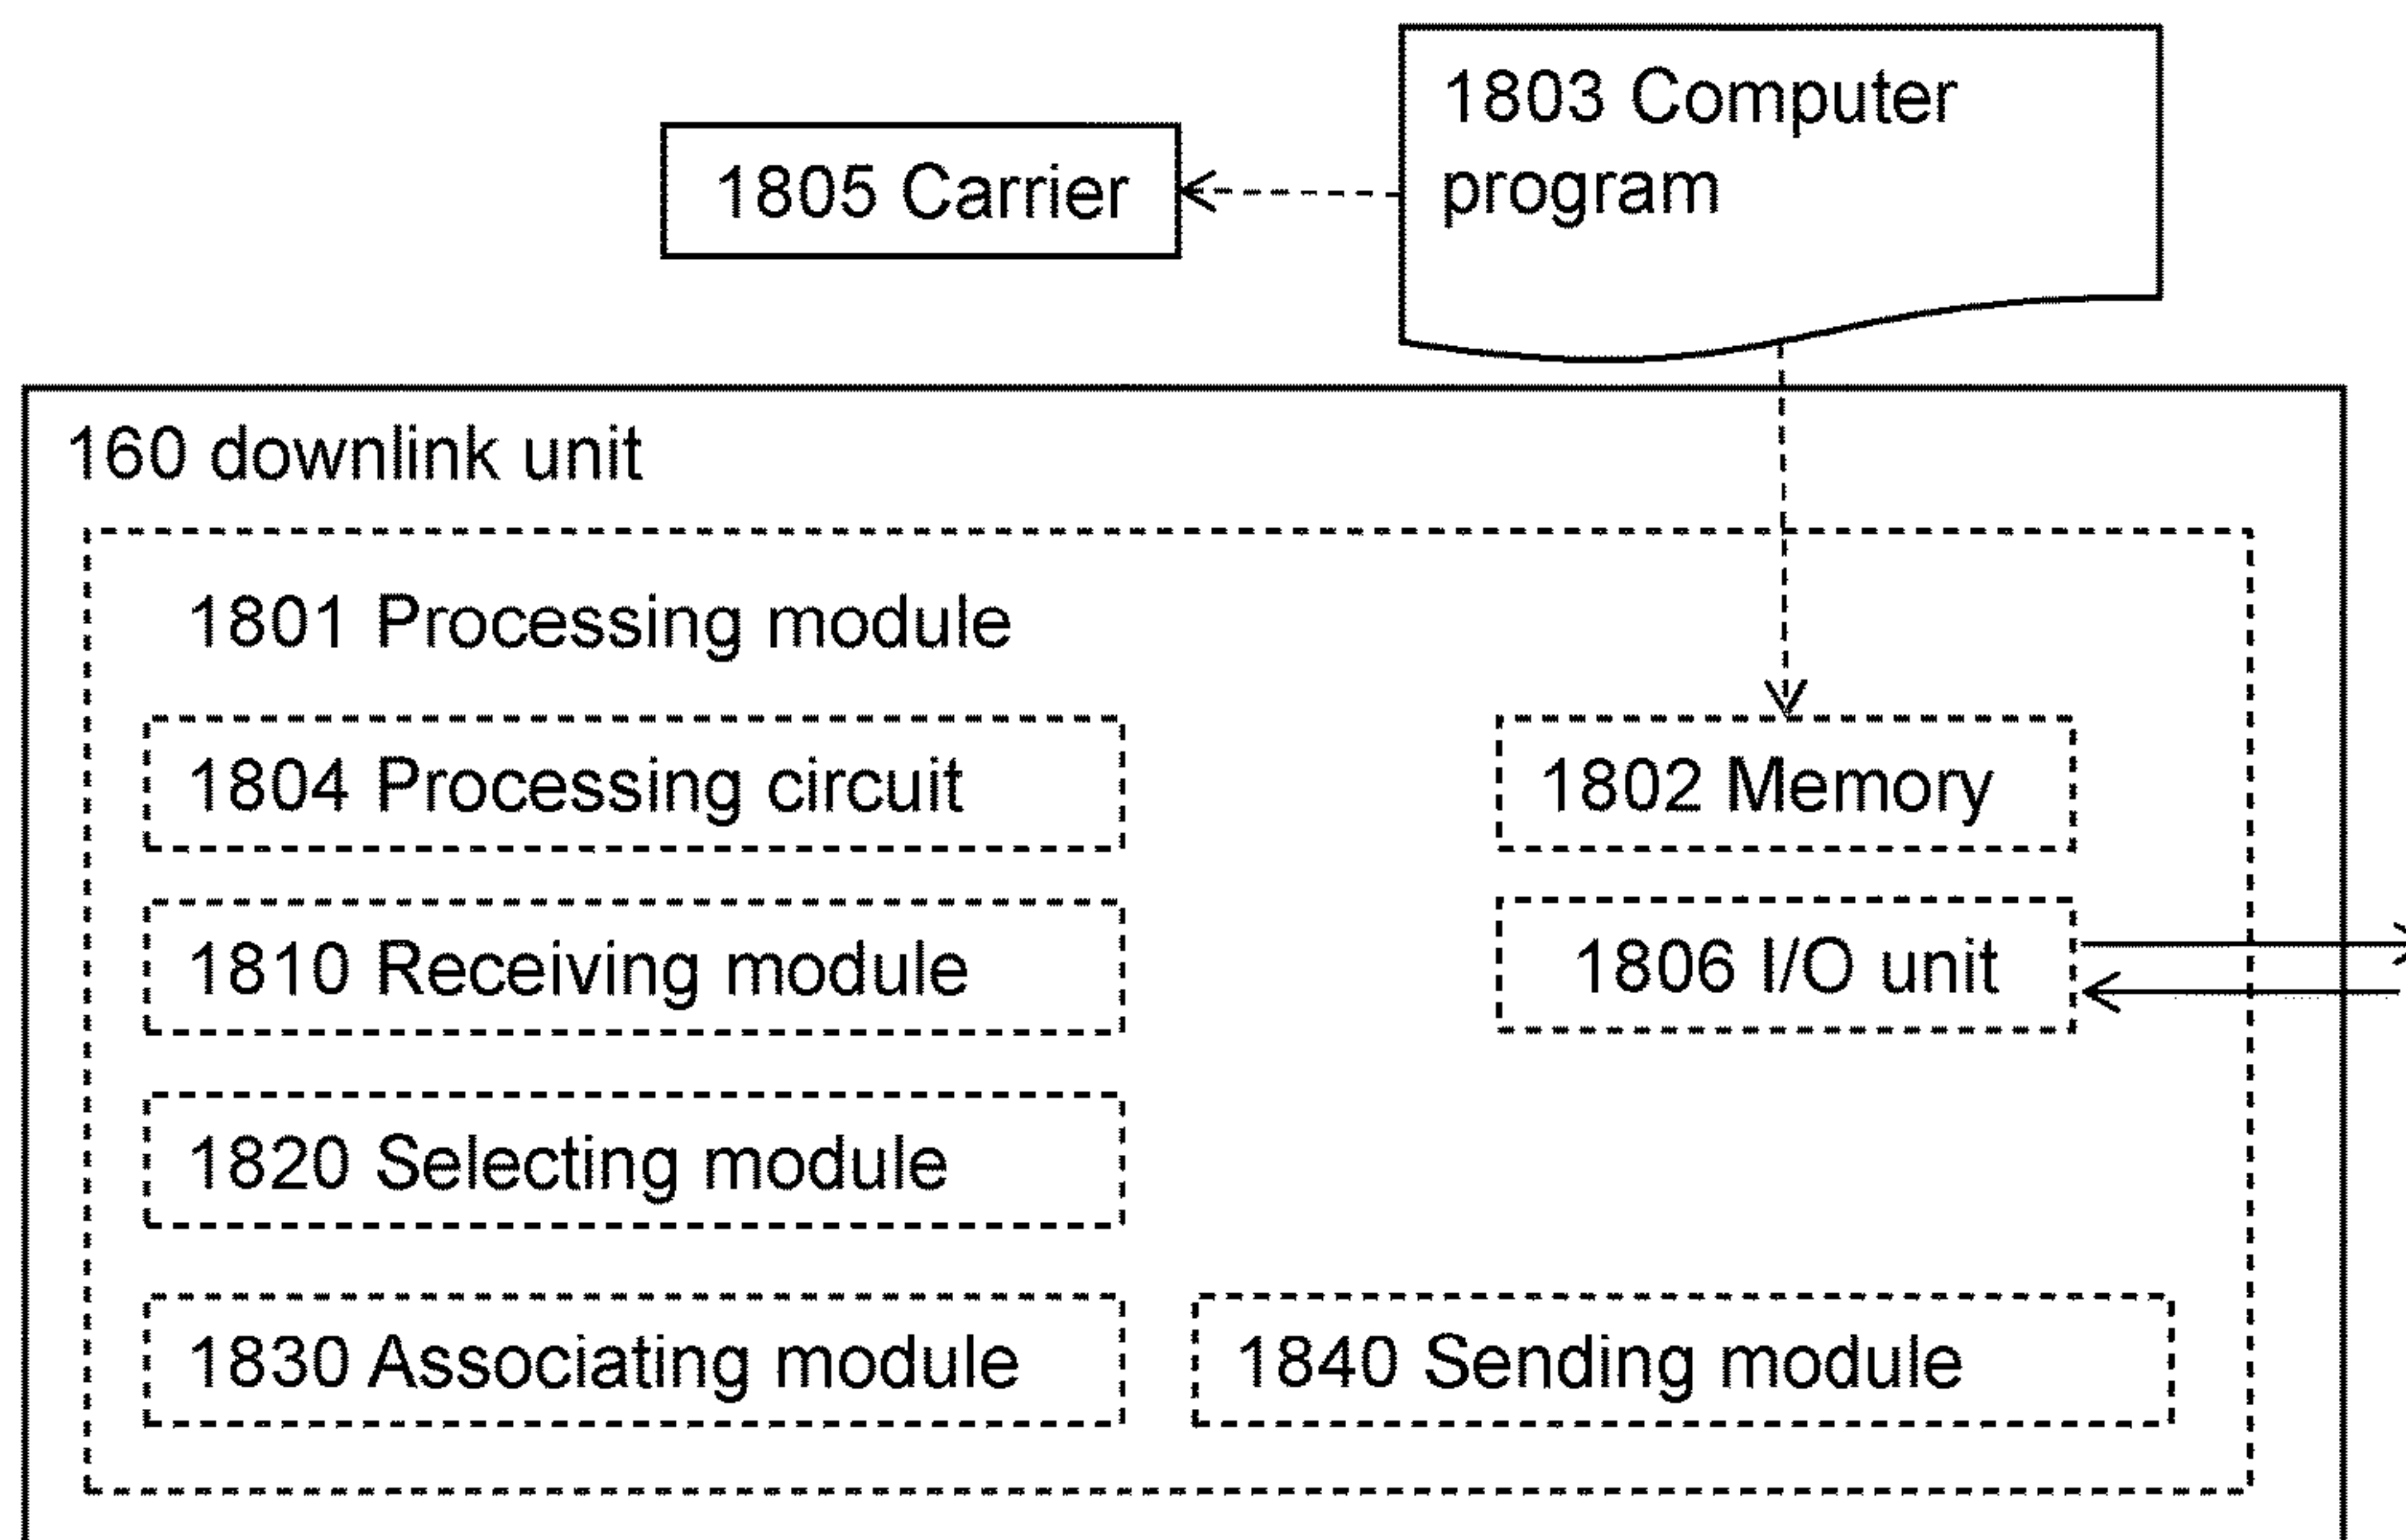 1803 Computer
program
1805 Carrier
160 downlink unit
1801 Processing module
1804 Processing circuit
1802 Memory
1810 Receiving module
1806 I/O unit
1820 Selecting module
1830 Associating module
1840 Sending module